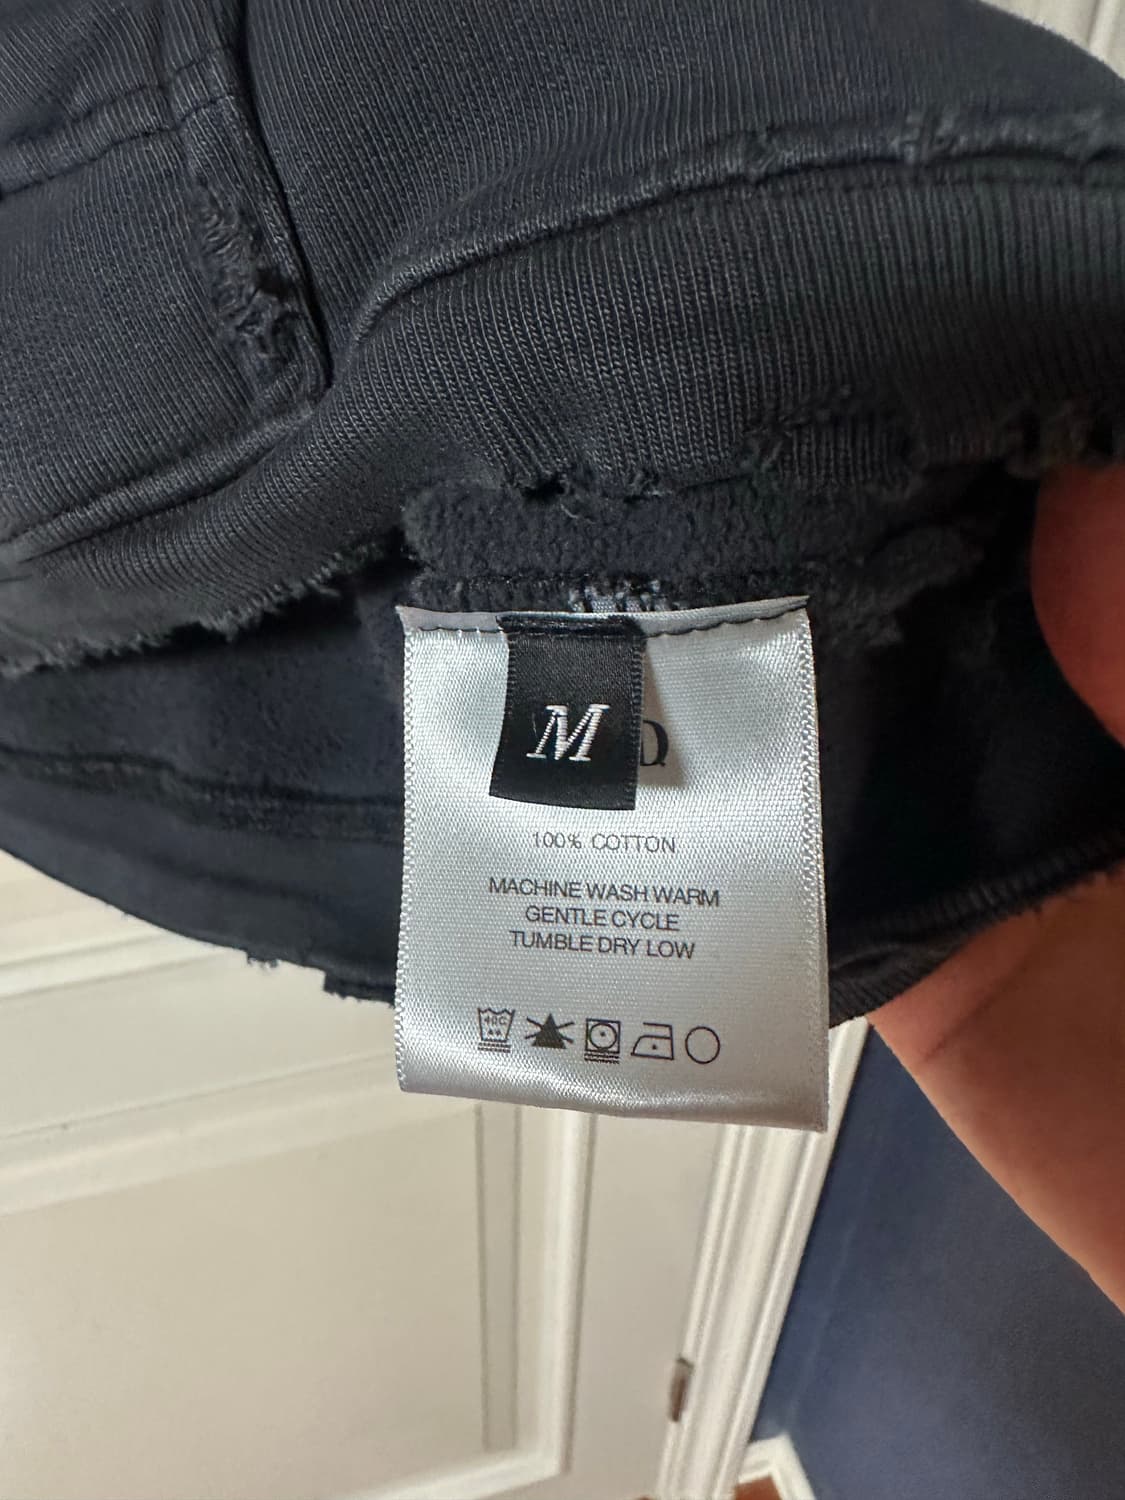 M
D
100% COTTON
MACHINE WASH WARM
GENTLE CYCLE
TUMBLE DRY LOW